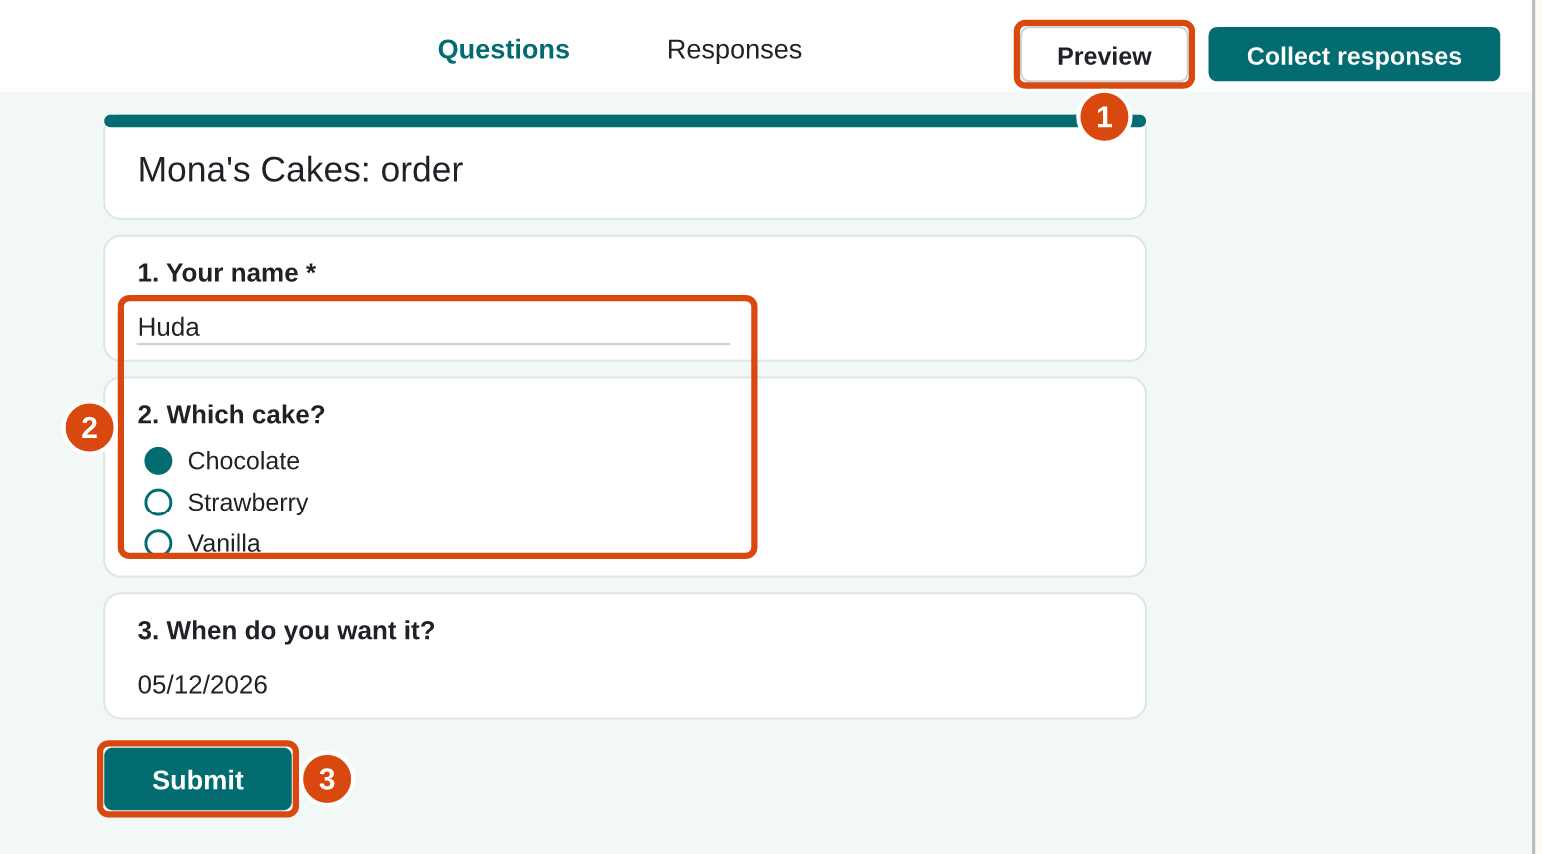 Questions Responses Preview Collect responses
1
Mona's Cakes: order
1. Your name *
Huda
2
2. Which cake?
Chocolate
Strawberry
Vanilla
3. When do you want it?
05/12/2026
Submit 3